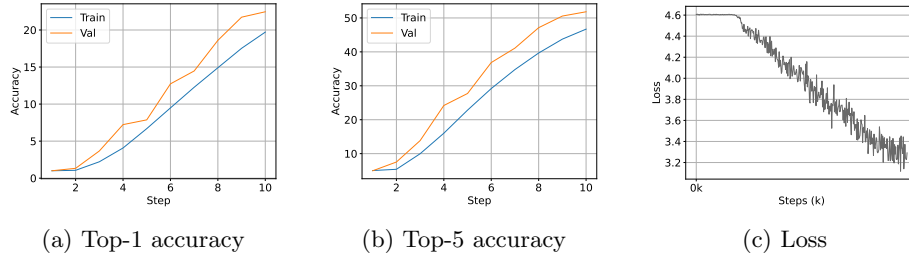 Train
Val
Accuracy
20
15
10
5
0
2
4
6
8
10
Step
(a) Top-1 accuracy
Train
Val
Accuracy
50
40
30
20
10
2
4
6
8
10
Step
(b) Top-5 accuracy
Loss
4.6
4.4
4.2
4.0
3.8
3.6
3.4
3.2
0k
Steps (k)
(c) Loss